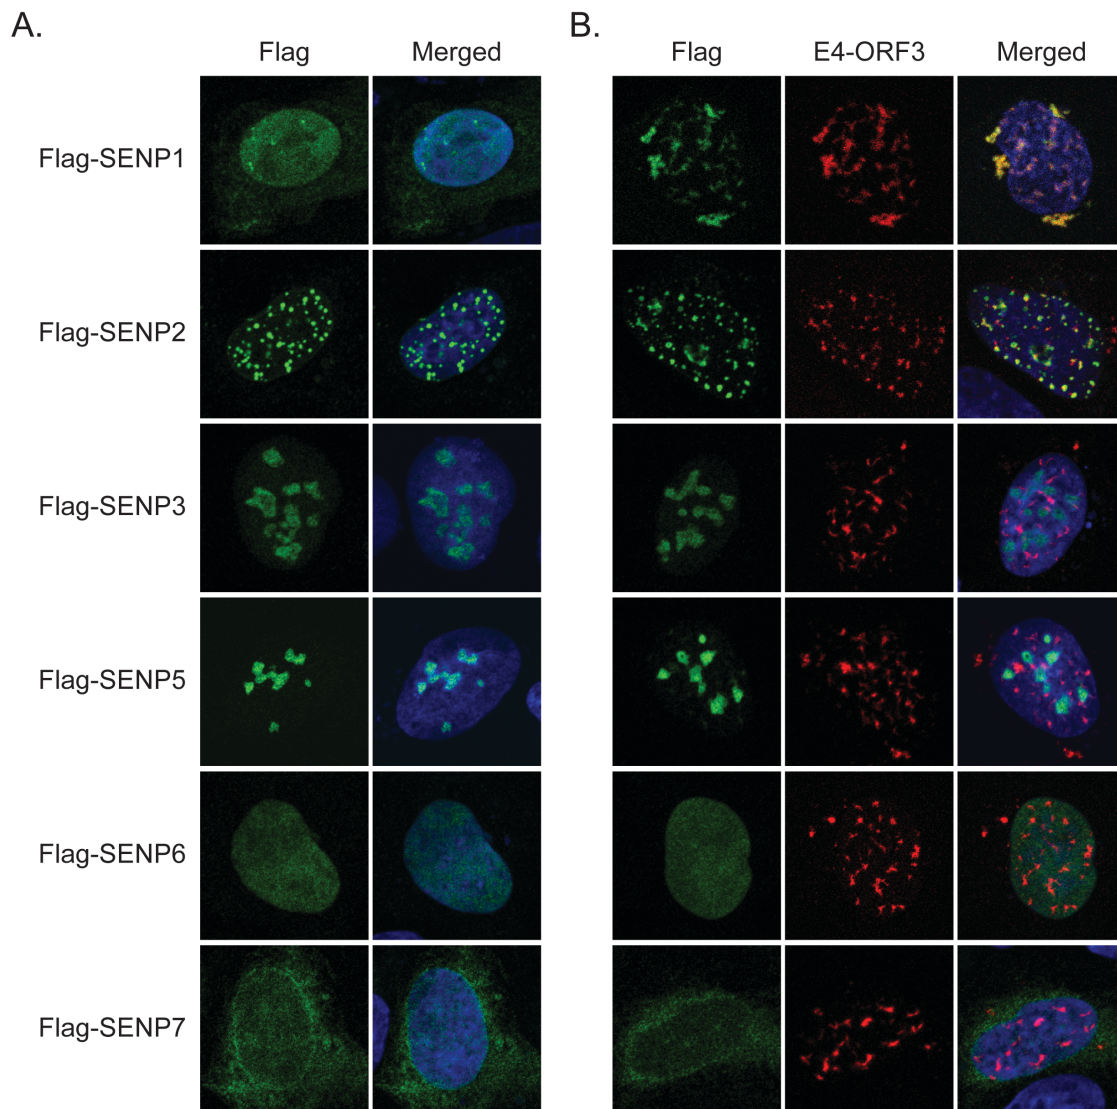 A.
B.
Flag Merged
Flag E4-ORF3 Merged
Flag-SENP1
Flag-SENP2
Flag-SENP3
Flag-SENP5
Flag-SENP6
Flag-SENP7